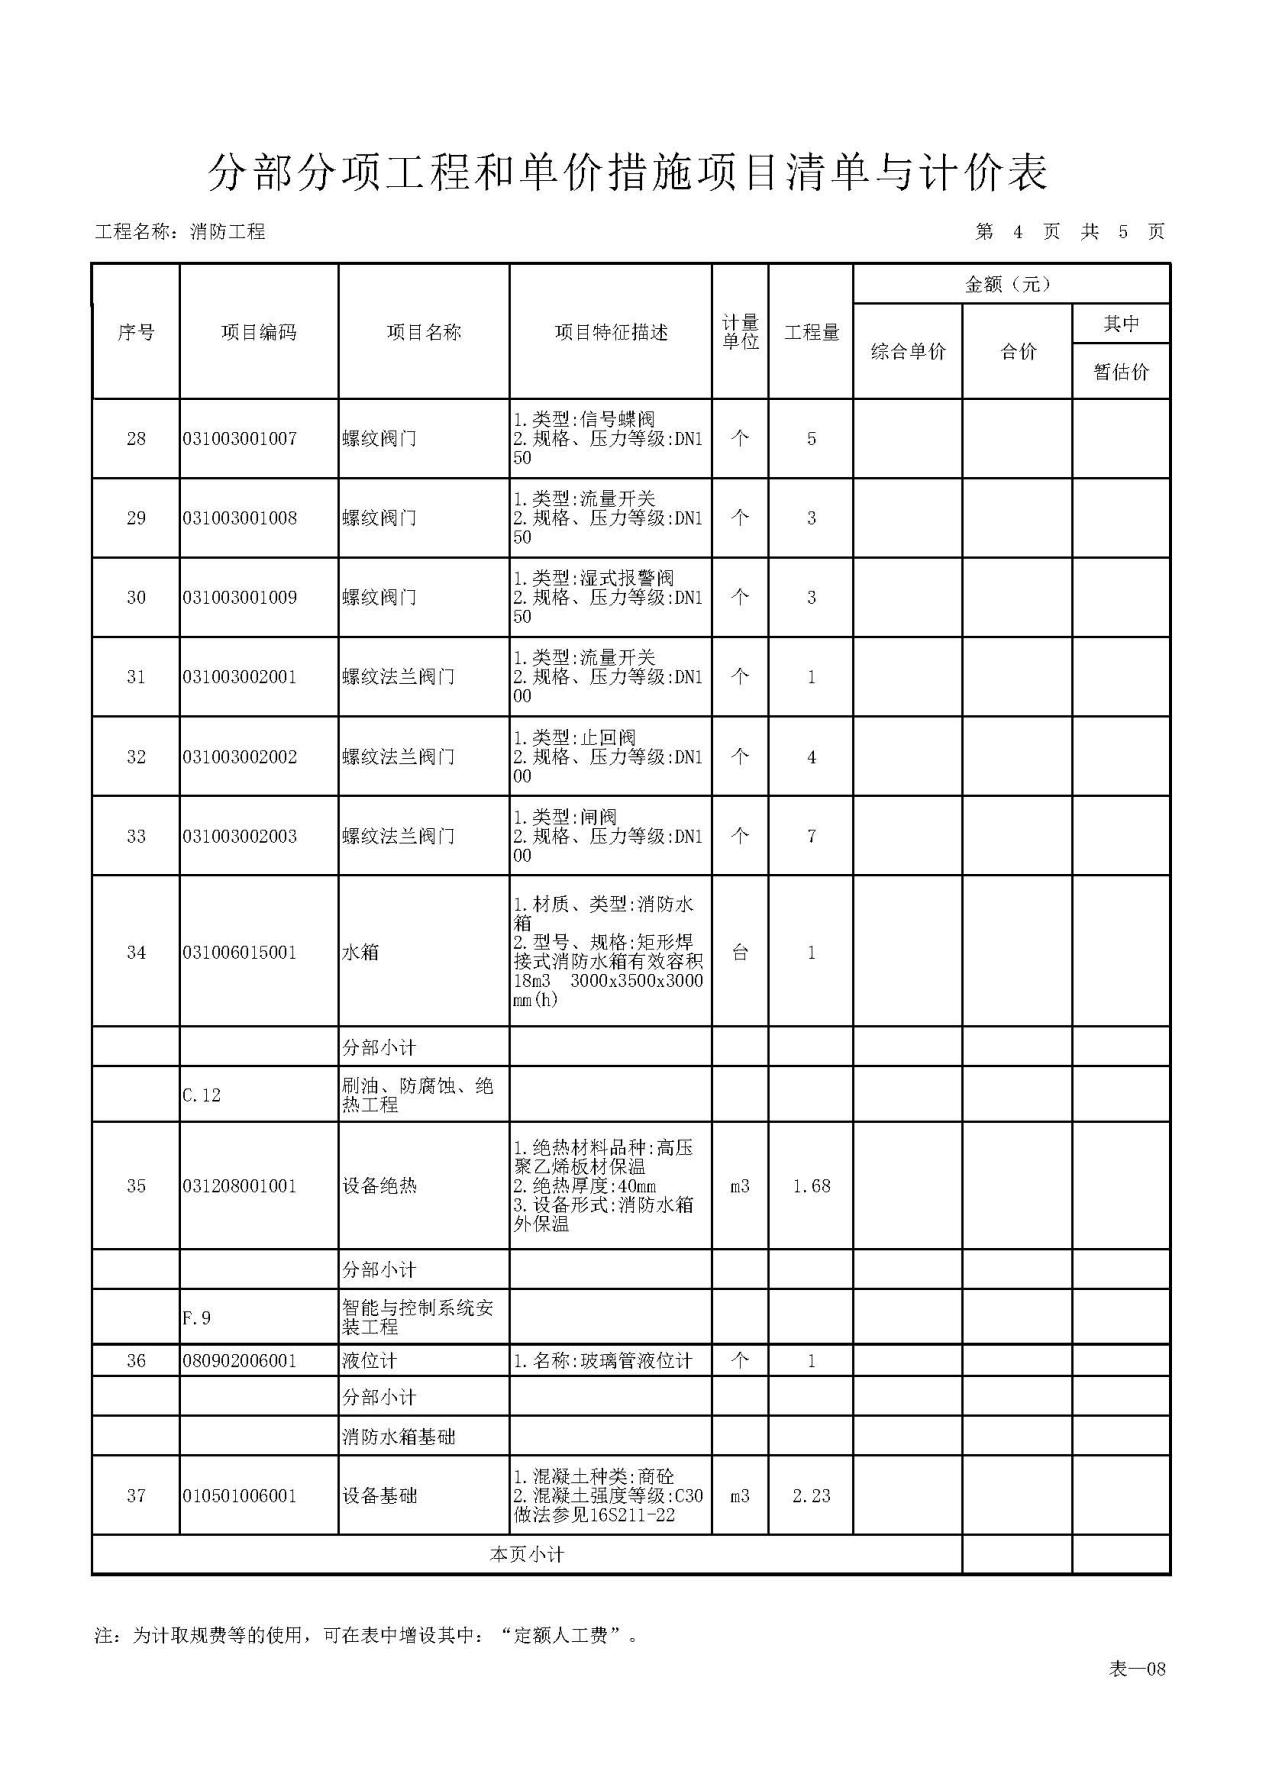 分部分项工程和单价措施项目清单与计价表
工程名称：消防工程
第 4 页 共 5 页
序号
项目编码
项目名称
项目特征描述
计量
单位
工程量
金额（元）
综合单价
合价
其中
暂估价
28
031003001007
螺纹阀门
1.类型:信号蝶阀
2.规格、压力等级:DN1
50
个
5
29
031003001008
螺纹阀门
1.类型:流量开关
2.规格、压力等级:DN1
50
个
3
30
031003001009
螺纹阀门
1.类型:湿式报警阀
2.规格、压力等级:DN1
50
个
3
31
031003002001
螺纹法兰阀门
1.类型:流量开关
2.规格、压力等级:DN1
00
个
1
32
031003002002
螺纹法兰阀门
1.类型:止回阀
2.规格、压力等级:DN1
00
个
4
33
031003002003
螺纹法兰阀门
1.类型:闸阀
2.规格、压力等级:DN1
00
个
7
34
031006015001
水箱
1.材质、类型:消防水
箱
2.型号、规格:矩形焊
接式消防水箱有效容积
18m3 3000x3500x3000
mm(h)
台
1
分部小计
C.12
刷油、防腐蚀、绝
热工程
35
031208001001
设备绝热
1.绝热材料品种:高压
聚乙烯板材保温
2.绝热厚度:40mm
3.设备形式:消防水箱
外保温
m3
1.68
分部小计
F.9
智能与控制系统安
装工程
36
080902006001
液位计
1.名称:玻璃管液位计
个
1
分部小计
消防水箱基础
37
010501006001
设备基础
1.混凝土种类:商砼
2.混凝土强度等级:C30
做法参见16S211-22
m3
2.23
本页小计
注：为计取规费等的使用，可在表中增设其中：“定额人工费”。
表—08